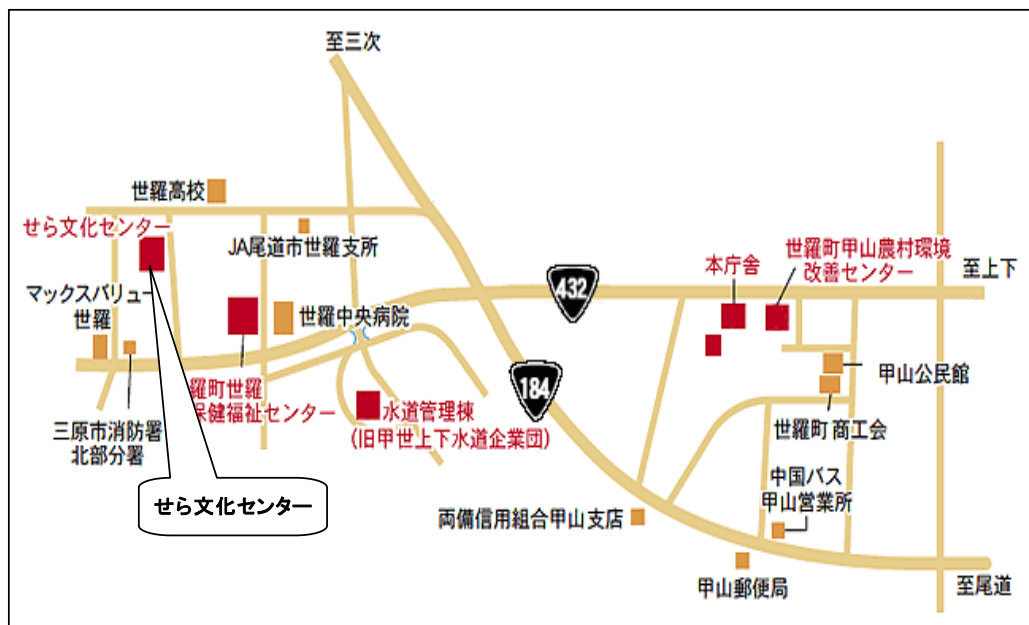 至三次
世羅高校
せら文化センター
JA尾道市世羅支所
マックスバリュー
世羅
世羅中央病院
432
本庁舎
世羅町甲山農村環境
改善センター
至上下
羅町世羅
保健福祉センター
184
水道管理棟
(旧甲世上下水道企業団)
甲山公民館
世羅町商工会
三原市消防署
北部分署
せら文化センター
両備信用組合甲山支店
中国バス
甲山営業所
甲山郵便局
至尾道